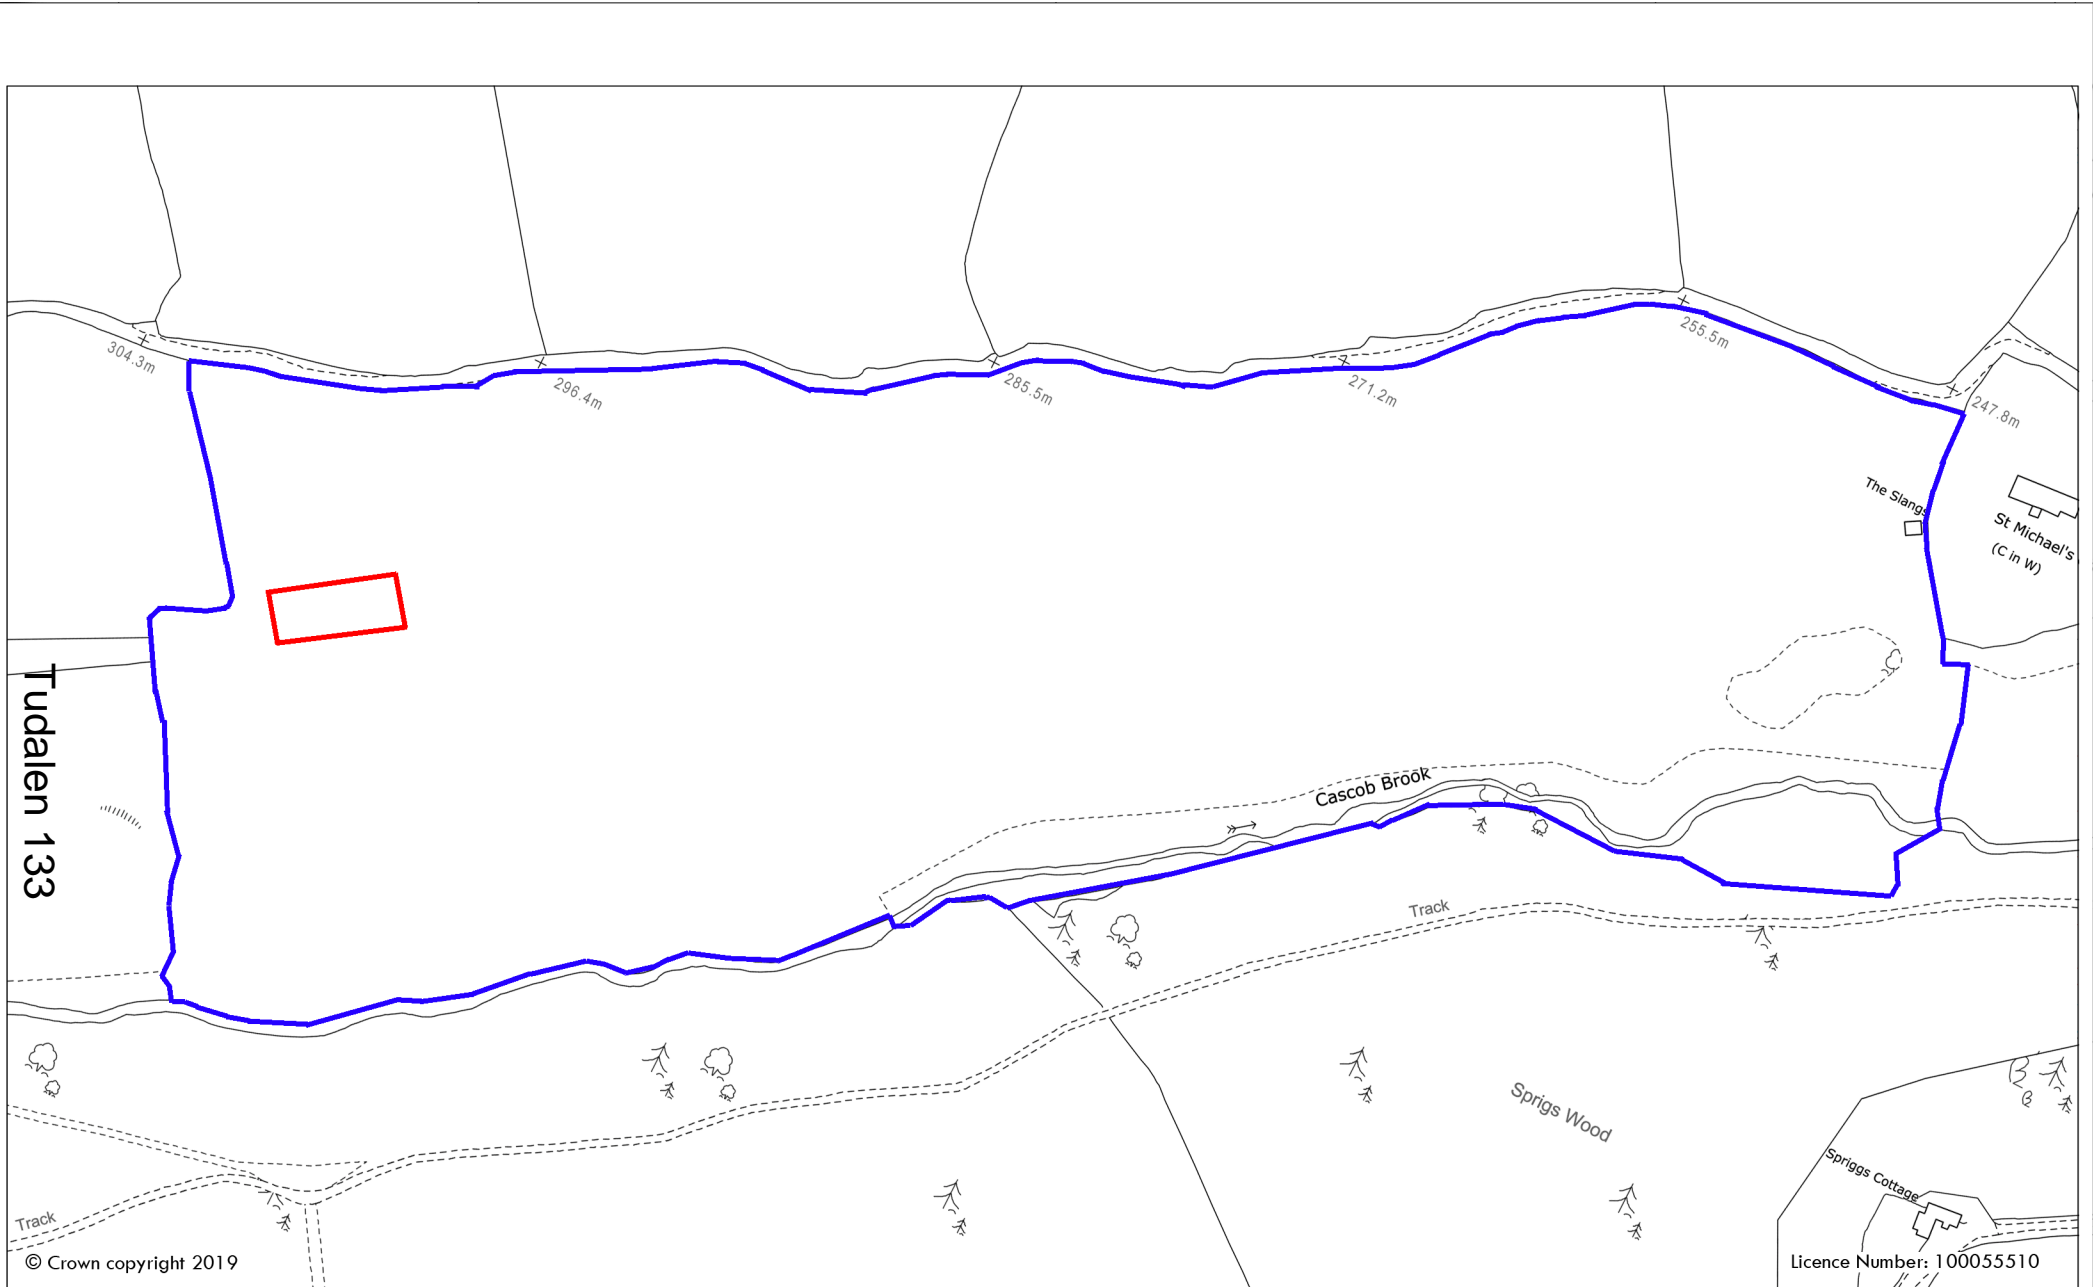 304.3m
296.4m
285.5m
271.2m
255.5m
247.8m
The Slangs
St Michael's
(C in W)
Tudalen 133
Cascob Brook
Track
Sprigs Wood
Spriggs Cottage
Track
© Crown copyright 2019
Licence Number: 100055510